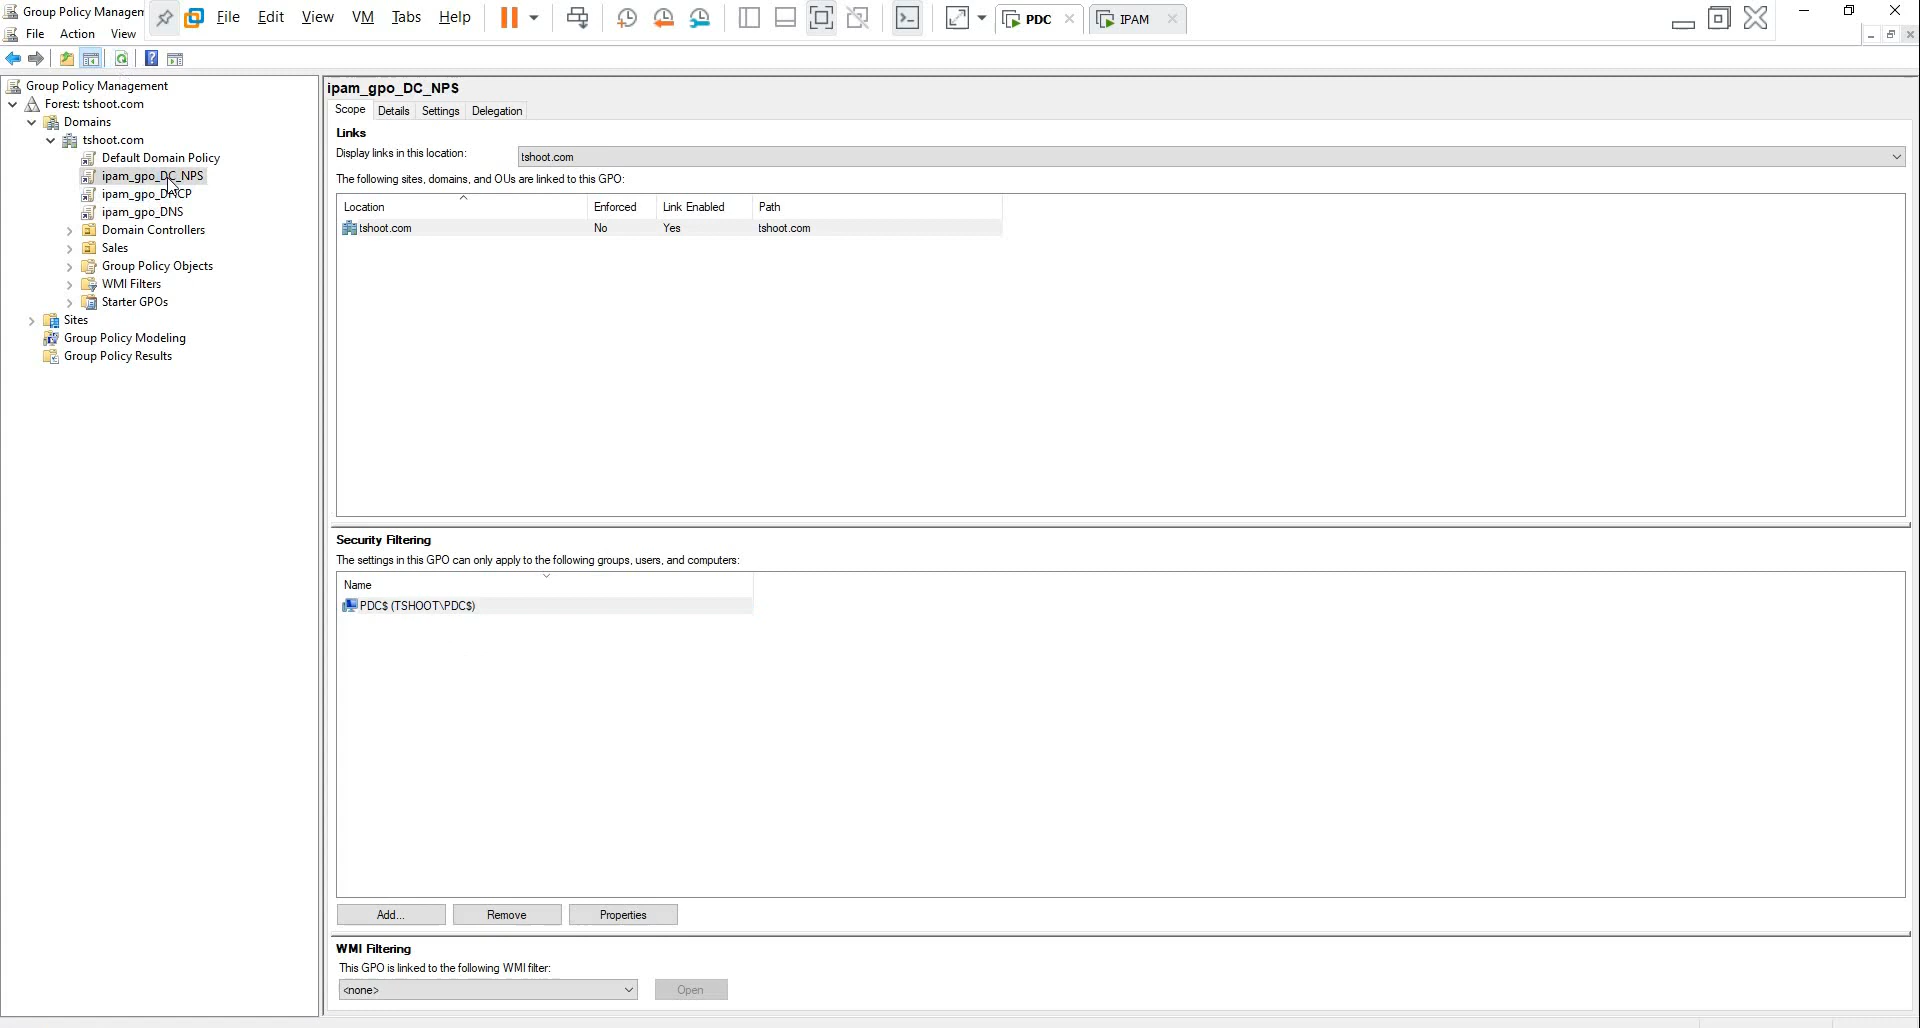 Group Policy Managen
File Edit View VM Tabs Help
PDC
IPAM
File Action View
Group Policy Management
Forest: tshoot.com
Domains
tshoot.com
Default Domain Policy
ipam_gpo_DC_NPS
ipam_gpo_DHCP
ipam_gpo_DNS
Domain Controllers
Sales
Group Policy Objects
WMI Filters
Starter GPOs
Sites
Group Policy Modeling
Group Policy Results
ipam_gpo_DC_NPS
Scope Details Settings Delegation
Links
Display links in this location: tshoot.com
The following sites, domains, and OUs are linked to this GPO:
Location Enforced Link Enabled Path
tshoot.com No Yes tshoot.com
Security Filtering
The settings in this GPO can only apply to the following groups, users, and computers:
Name
PDC$ (TSHOOT\PDC$)
Add... Remove Properties
WMI Filtering
This GPO is linked to the following WMI filter:
<none> Open